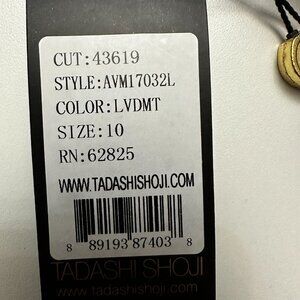 CUT:43619
STYLE:AVM17032L
COLOR:LVDMT
SIZE:10
RN:62825
WWW.TADASHISHOJI.COM
8 89193 87403 8
TADASHI SHOJI
www.tadashishoji.com